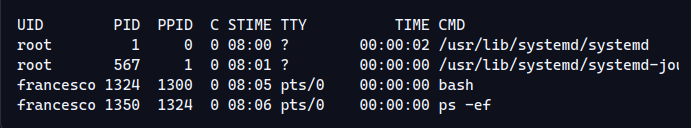 UID        PID  PPID  C STIME TTY          TIME CMD
root         1     0  0 08:00 ?        00:00:02 /usr/lib/systemd/systemd
root       567     1  0 08:01 ?        00:00:00 /usr/lib/systemd/systemd-jou
francesco 1324  1300  0 08:05 pts/0    00:00:00 bash
francesco 1350  1324  0 08:06 pts/0    00:00:00 ps -ef